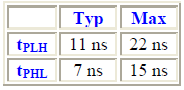 Typ Max
tPLH 11 ns 22 ns
tPHL 7 ns 15 ns